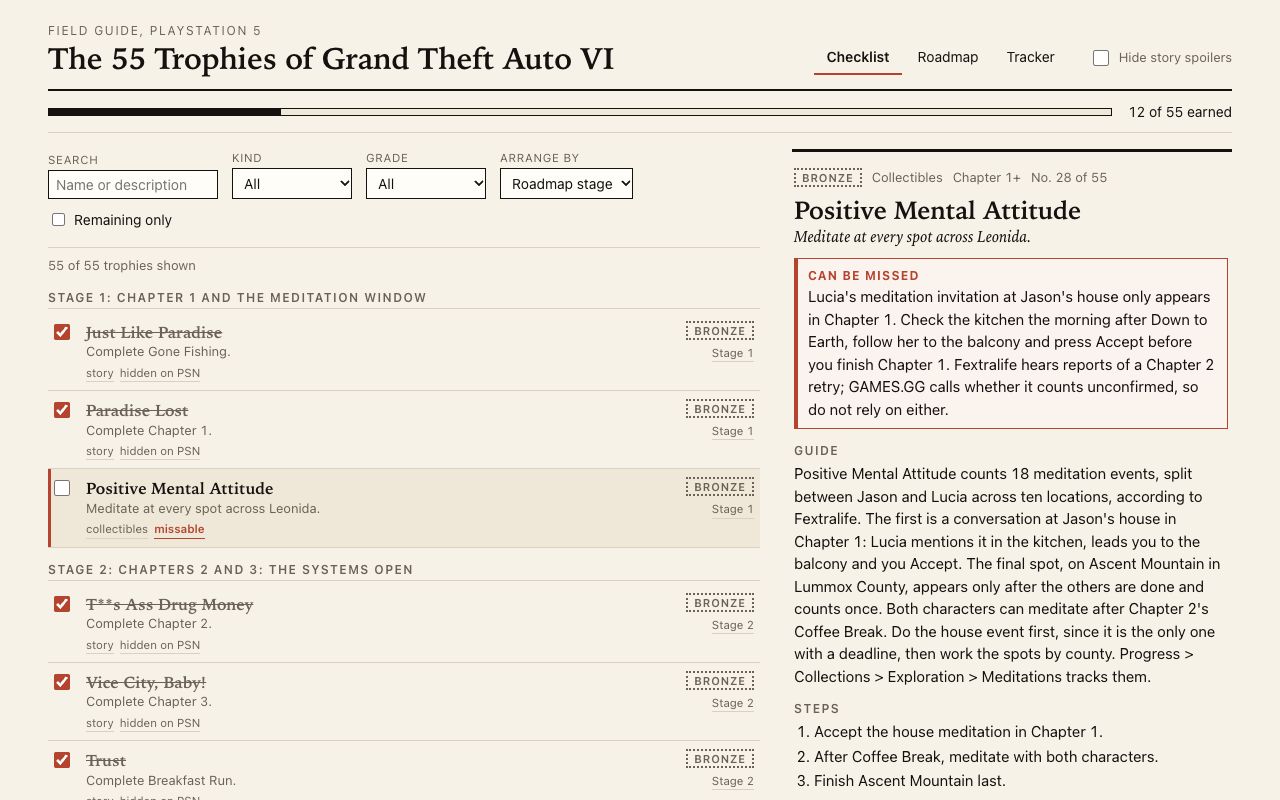 FIELD GUIDE, PLAYSTATION 5
The 55 Trophies of Grand Theft Auto VI
Checklist
Roadmap
Tracker
Hide story spoilers
12 of 55 earned
SEARCH
Name or description
KIND
All
GRADE
All
ARRANGE BY
Roadmap stage
Remaining only
55 of 55 trophies shown
STAGE 1: CHAPTER 1 AND THE MEDITATION WINDOW
Just Like Paradise
BRONZE
Complete Gone Fishing.
Stage 1
story hidden on PSN
Paradise Lost
BRONZE
Complete Chapter 1.
Stage 1
story hidden on PSN
Positive Mental Attitude
BRONZE
Meditate at every spot across Leonida.
Stage 1
collectibles missable
STAGE 2: CHAPTERS 2 AND 3: THE SYSTEMS OPEN
T**s Ass Drug Money
BRONZE
Complete Chapter 2.
Stage 2
story hidden on PSN
Vice City, Baby!
BRONZE
Complete Chapter 3.
Stage 2
story hidden on PSN
Trust
BRONZE
Complete Breakfast Run.
Stage 2
story hidden on PSN
BRONZE Collectibles Chapter 1+ No. 28 of 55
Positive Mental Attitude
Meditate at every spot across Leonida.
CAN BE MISSED
Lucia's meditation invitation at Jason's house only appears
in Chapter 1. Check the kitchen the morning after Down to
Earth, follow her to the balcony and press Accept before
you finish Chapter 1. Fextralife hears reports of a Chapter 2
retry; GAMES.GG calls whether it counts unconfirmed, so
do not rely on either.
GUIDE
Positive Mental Attitude counts 18 meditation events, split
between Jason and Lucia across ten locations, according to
Fextralife. The first is a conversation at Jason's house in
Chapter 1: Lucia mentions it in the kitchen, leads you to the
balcony and you Accept. The final spot, on Ascent Mountain in
Lummox County, appears only after the others are done and
counts once. Both characters can meditate after Chapter 2's
Coffee Break. Do the house event first, since it is the only one
with a deadline, then work the spots by county. Progress >
Collections > Exploration > Meditations tracks them.
STEPS
1. Accept the house meditation in Chapter 1.
2. After Coffee Break, meditate with both characters.
3. Finish Ascent Mountain last.